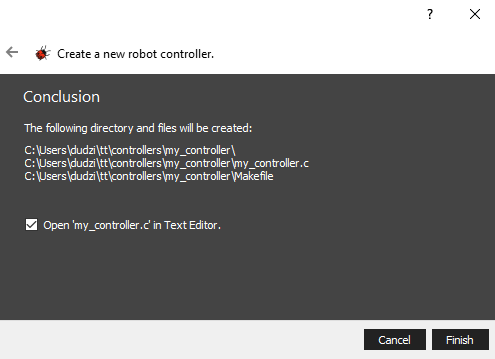 ?
Create a new robot controller.
Conclusion
The following directory and files will be created:
C:\Users\dudzi\tt\controllers\my_controller\
C:\Users\dudzi\tt\controllers\my_controller\my_controller.c
C:\Users\dudzi\tt\controllers\my_controller\Makefile
Open 'my_controller.c' in Text Editor.
Cancel Finish